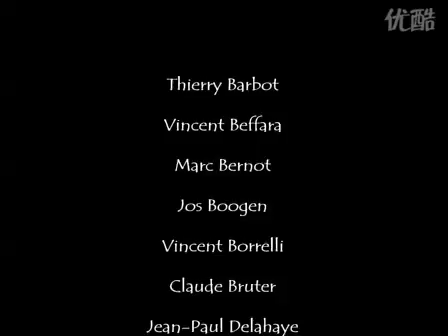 优酷
Thierry Barbot
Vincent Beffara
Marc Bernot
Jos Boogen
Vincent Borrelli
Claude Bruter
Jean-Paul Delahaye